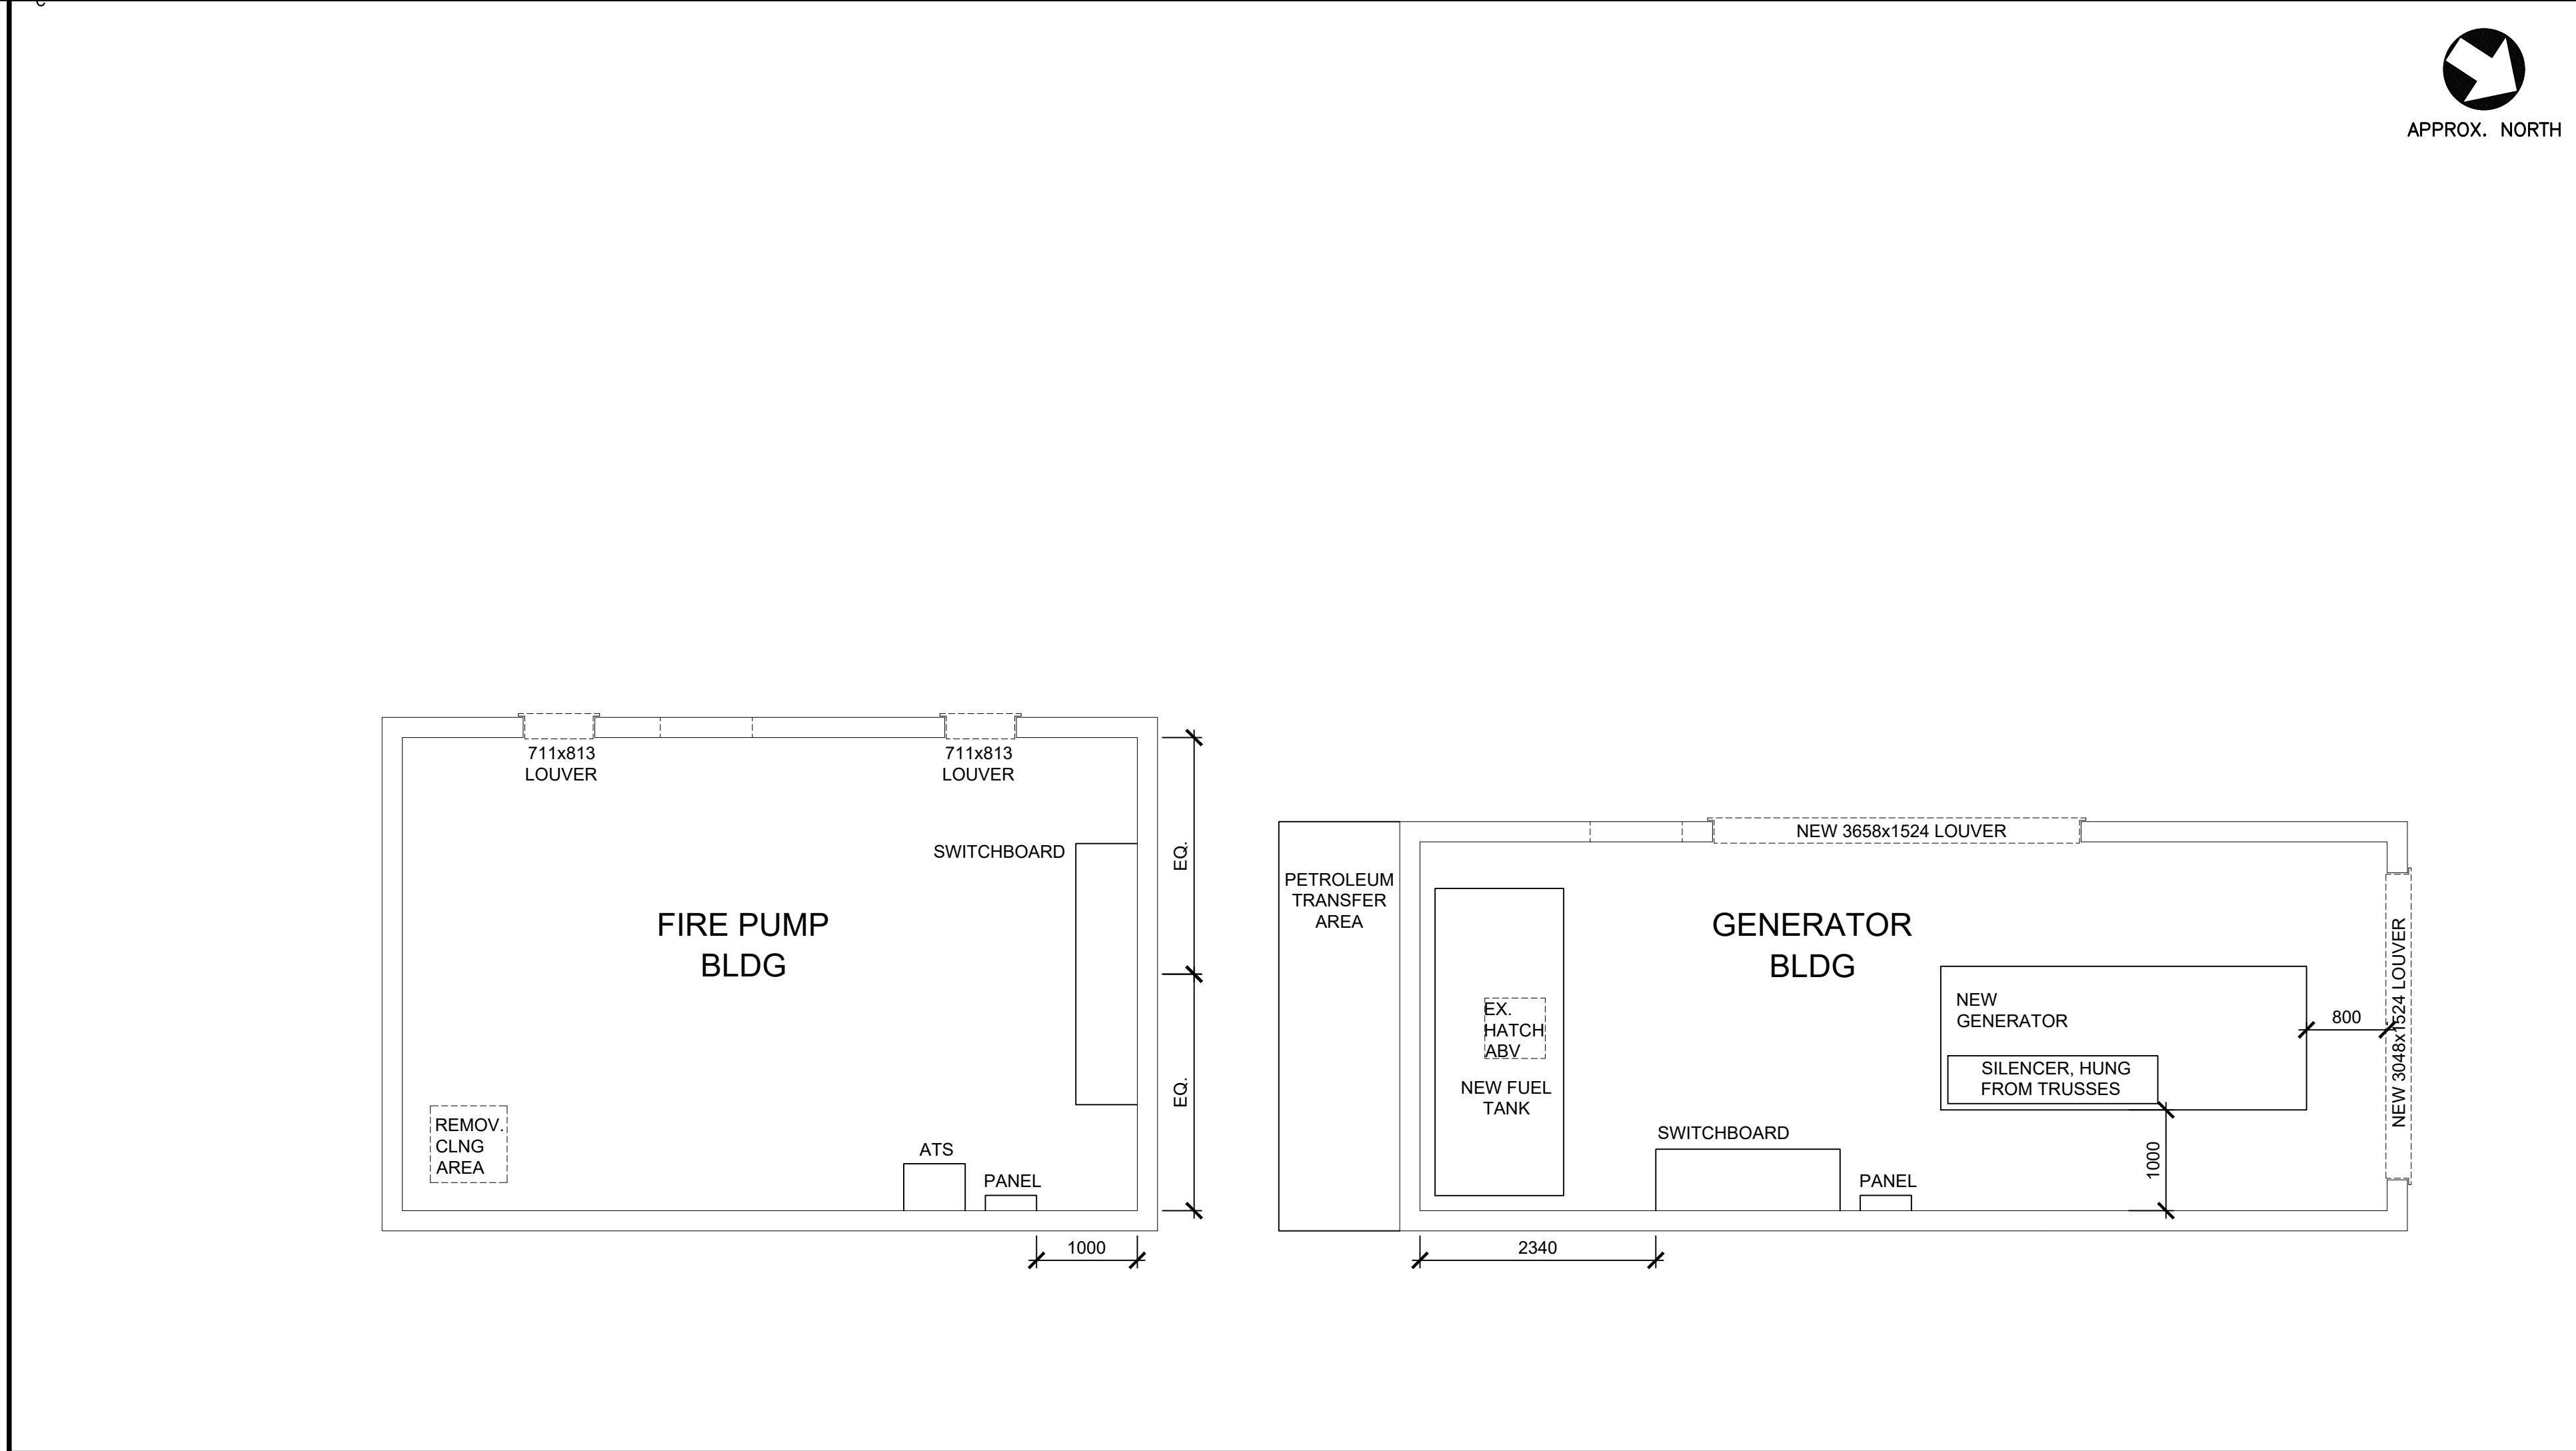 APPROX. NORTH
711x813
LOUVER
711x813
LOUVER
SWITCHBOARD
FIRE PUMP
BLDG
REMOV.
CLNG
AREA
ATS
PANEL
EQ.
EQ.
1000
PETROLEUM
TRANSFER
AREA
NEW 3658x1524 LOUVER
GENERATOR
BLDG
EX.
HATCH
ABV
NEW FUEL
TANK
SWITCHBOARD
PANEL
NEW
GENERATOR
SILENCER, HUNG
FROM TRUSSES
800
1000
NEW 3048x1524 LOUVER
2340